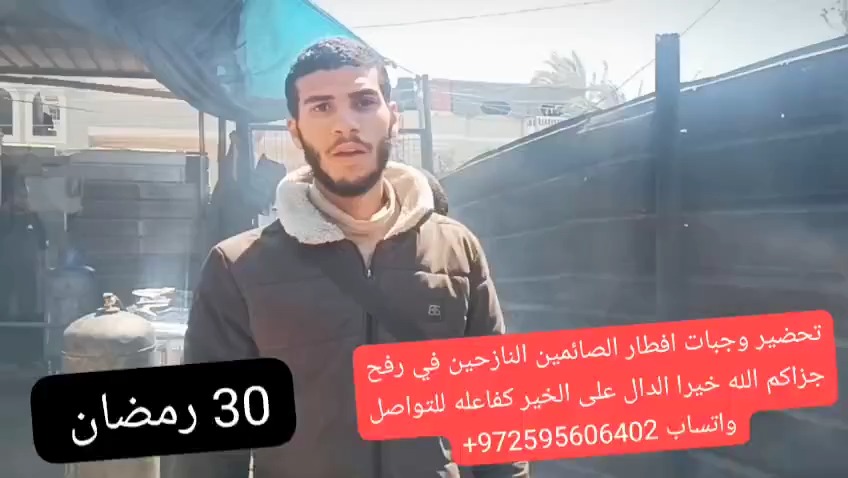 تحضير وجبات افطار الصائمين النازحين في رفح
جزاكم الله خيرا الدال على الخير كفاعله للتواصل
واتساب 972595606402+
30 رمضان